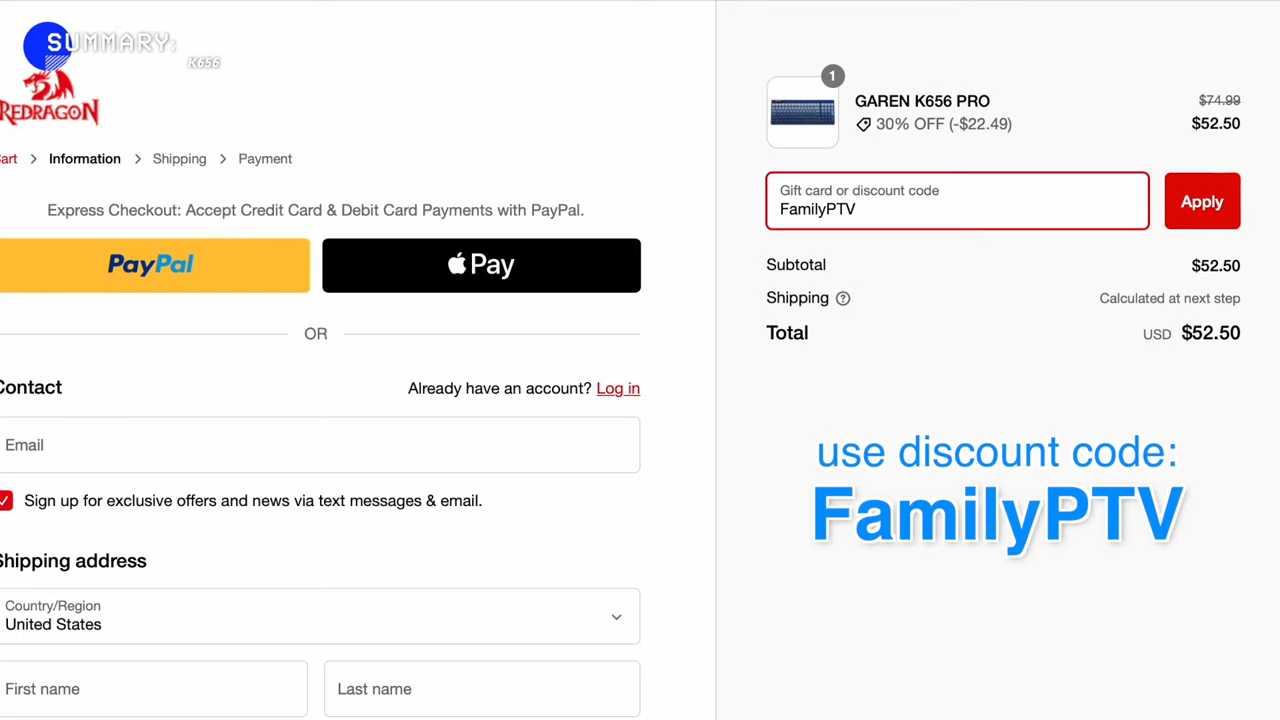 SUMMARY:
K656
REDRAGON
art > Information > Shipping > Payment
Express Checkout: Accept Credit Card & Debit Card Payments with PayPal.
PayPal
Pay
OR
Contact
Already have an account? Log in
Email
Sign up for exclusive offers and news via text messages & email.
Shipping address
Country/Region
United States
First name
Last name
1
GAREN K656 PRO
$74.99
30% OFF (-$22.49)
$52.50
Gift card or discount code
FamilyPTV
Apply
Subtotal
$52.50
Shipping ?
Calculated at next step
Total
USD $52.50
use discount code:
FamilyPTV